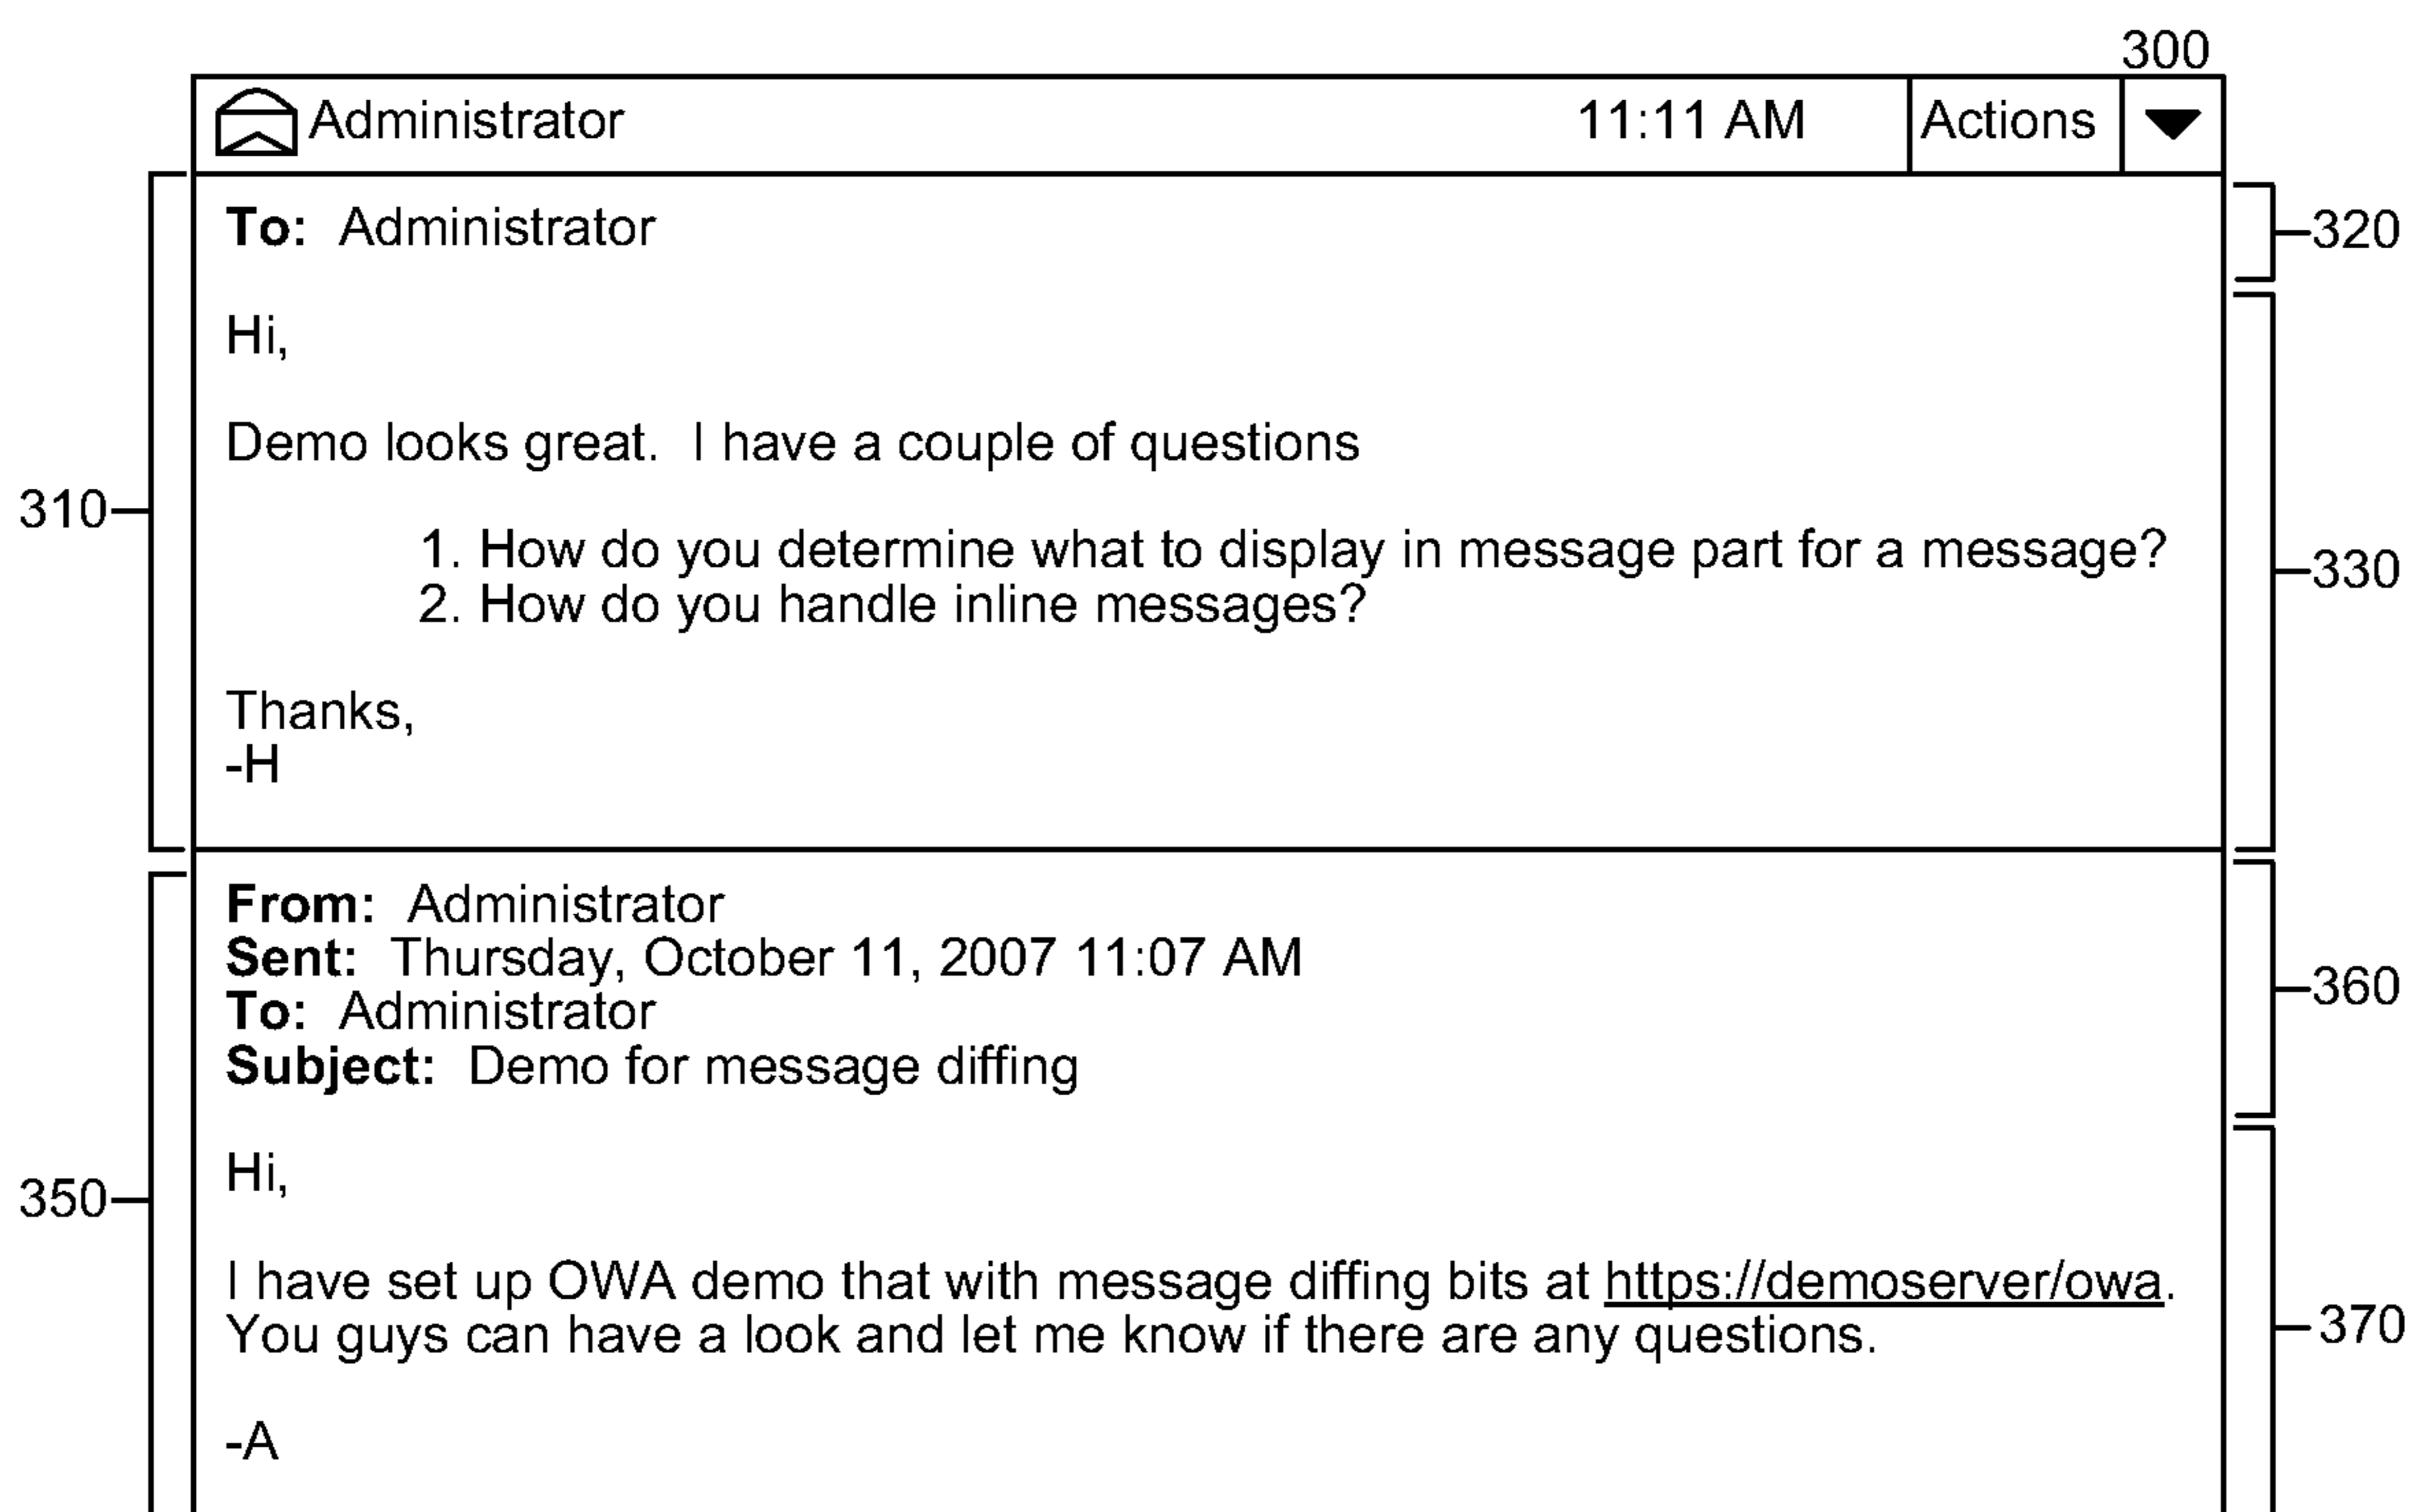 300
Administrator 11:11 AM Actions
To: Administrator
320
Hi,
Demo looks great. I have a couple of questions
310
1. How do you determine what to display in message part for a message?
330
2. How do you handle inline messages?
Thanks,
-H
From: Administrator
Sent: Thursday, October 11, 2007 11:07 AM
360
To: Administrator
Subject: Demo for message diffing
Hi,
350
I have set up OWA demo that with message diffing bits at https://demoserver/owa.
You guys can have a look and let me know if there are any questions.
370
-A